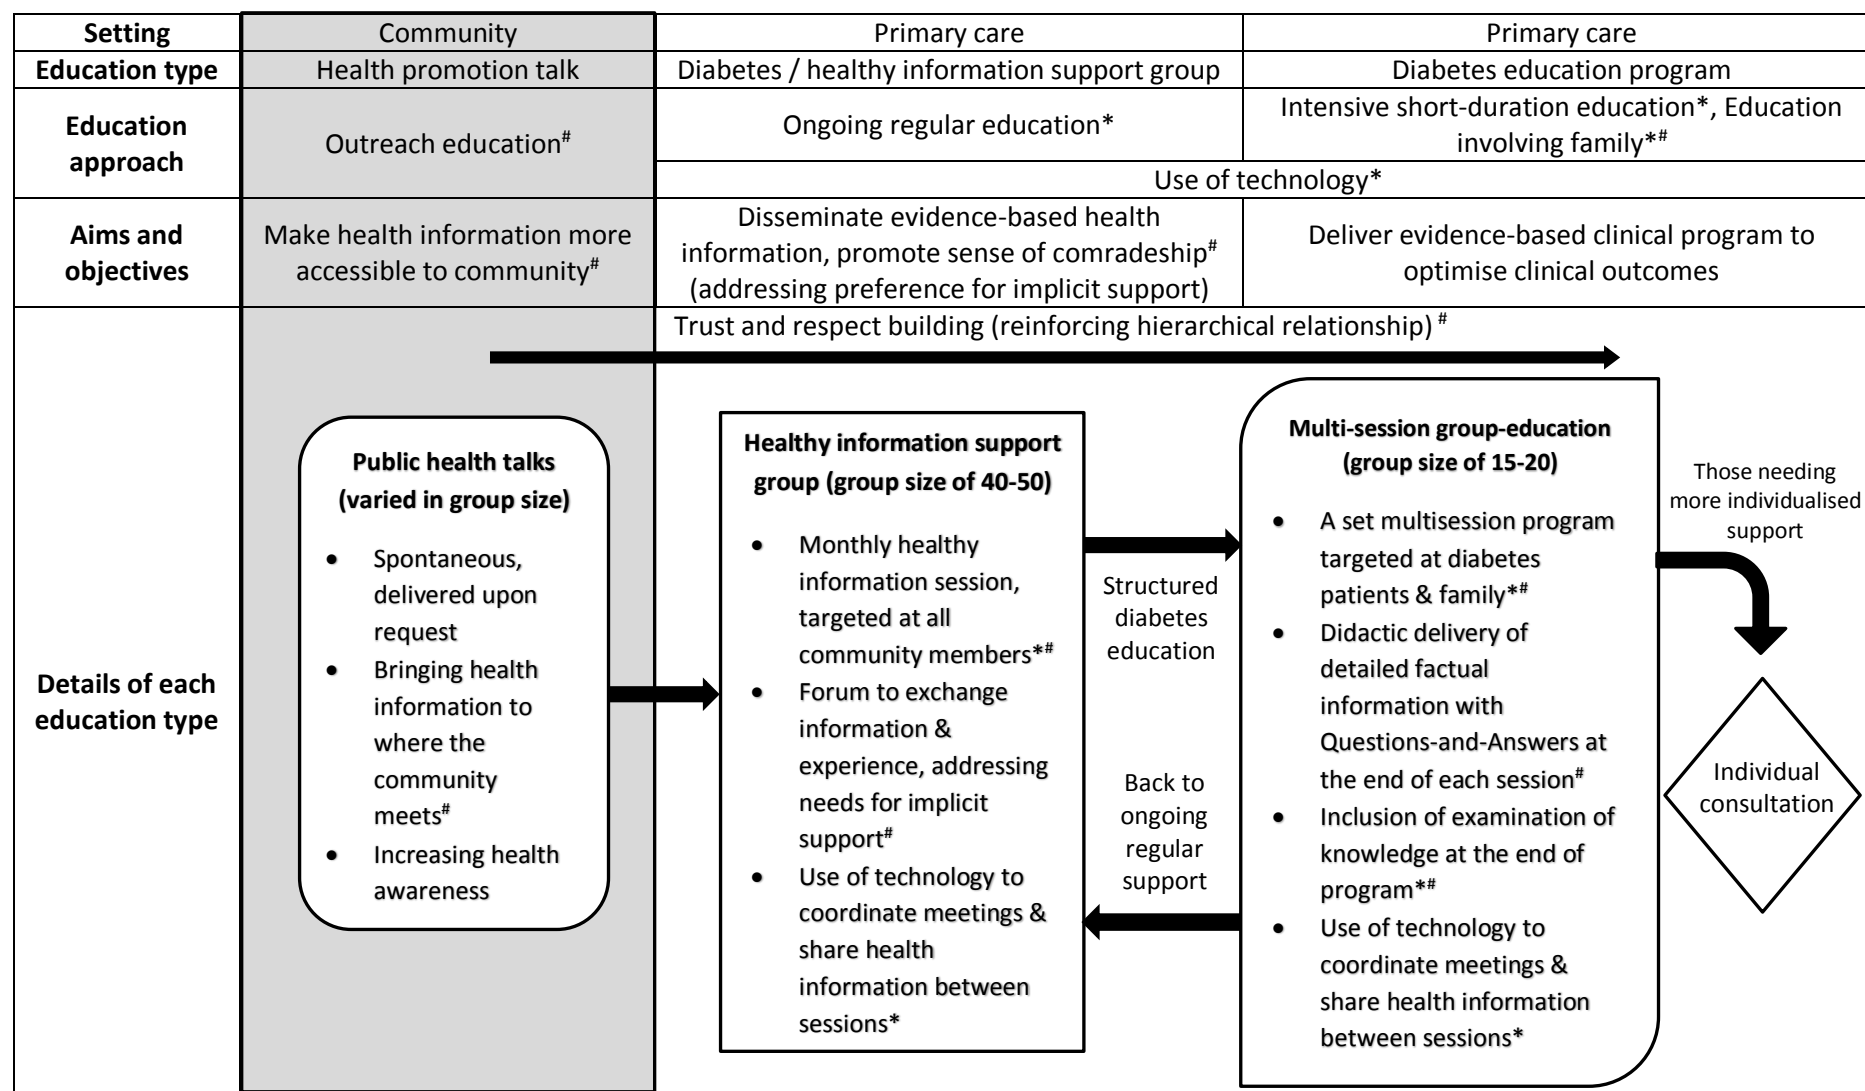 Setting
Community
Primary care
Primary care
Education type
Health promotion talk
Diabetes / healthy information support group
Diabetes education program
Education
approach
Outreach education#
Ongoing regular education*
Intensive short-duration education*, Education
involving family*#
Use of technology*
Aims and
objectives
Make health information more
accessible to community#
Disseminate evidence-based health
information, promote sense of comradeship#
(addressing preference for implicit support)
Deliver evidence-based clinical program to
optimise clinical outcomes
Details of each
education type
Trust and respect building (reinforcing hierarchical relationship) #
Public health talks
(varied in group size)
• Spontaneous,
delivered upon
request
• Bringing health
information to
where the
community
meets#
• Increasing health
awareness
Healthy information support
group (group size of 40-50)
• Monthly healthy
information session,
targeted at all
community members*#
• Forum to exchange
information &
experience, addressing
needs for implicit
support#
• Use of technology to
coordinate meetings &
share health
information between
sessions*
Structured
diabetes
education
Back to
ongoing
regular
support
Multi-session group-education
(group size of 15-20)
• A set multisession program
targeted at diabetes
patients & family*#
• Didactic delivery of
detailed factual
information with
Questions-and-Answers at
the end of each session#
• Inclusion of examination of
knowledge at the end of
program*#
• Use of technology to
coordinate meetings &
share health information
between sessions*
Those needing
more individualised
support
Individual
consultation